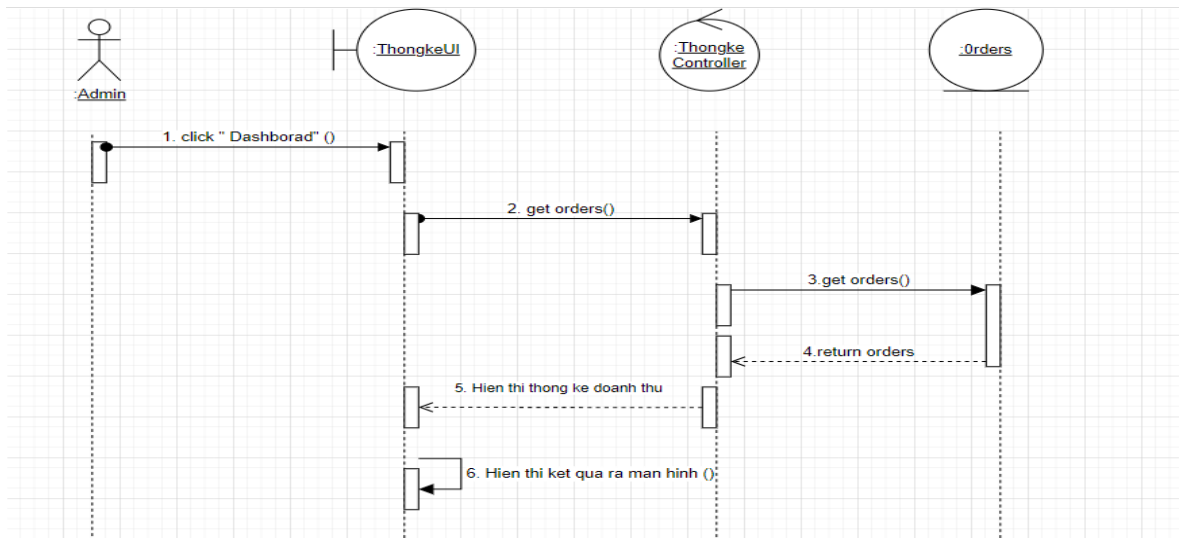 :ThongkeUI
:Thongke
Controller
:0rders
:Admin
1. click " Dashborad" ()
2. get orders()
3.get orders()
4.return orders
5. Hien thi thong ke doanh thu
6. Hien thi ket qua ra man hinh ()